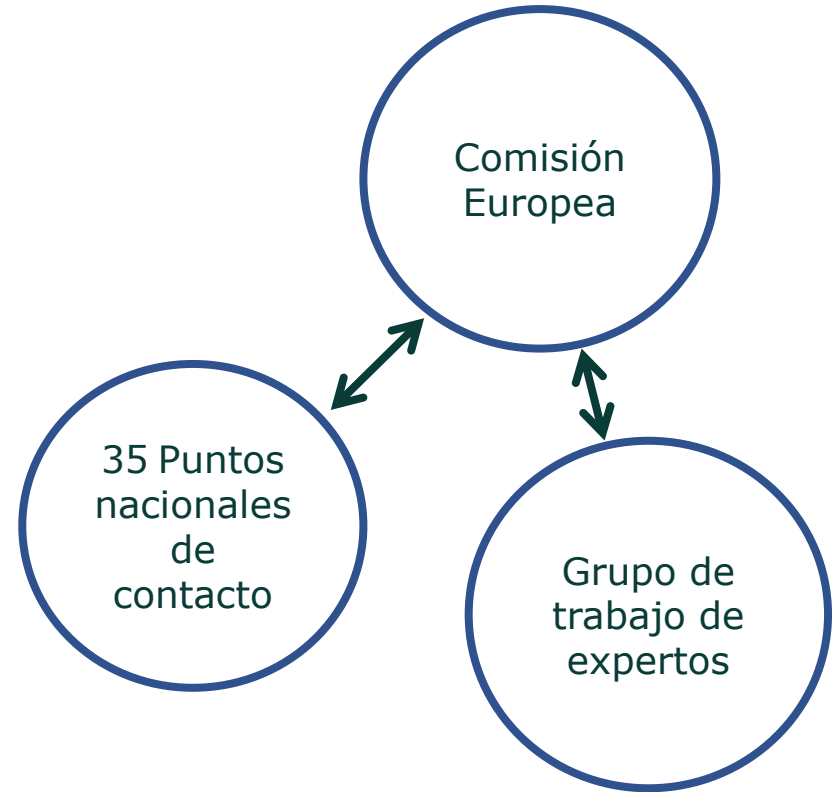 Comisión
Europea
35 Puntos
nacionales
de
contacto
Grupo de
trabajo de
expertos